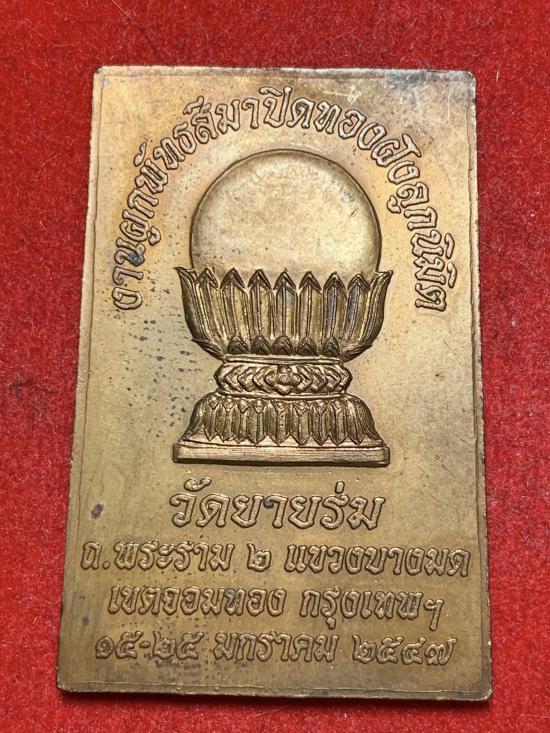 งานผูกพัทธสีมาปิดทองฝังลูกนิมิต
วัดยายร่ม
ถ.พระราม ๒ แขวงบางมด
เขตจอมทอง กรุงเทพฯ
๑๕-๒๕ มกราคม ๒๕๔๗